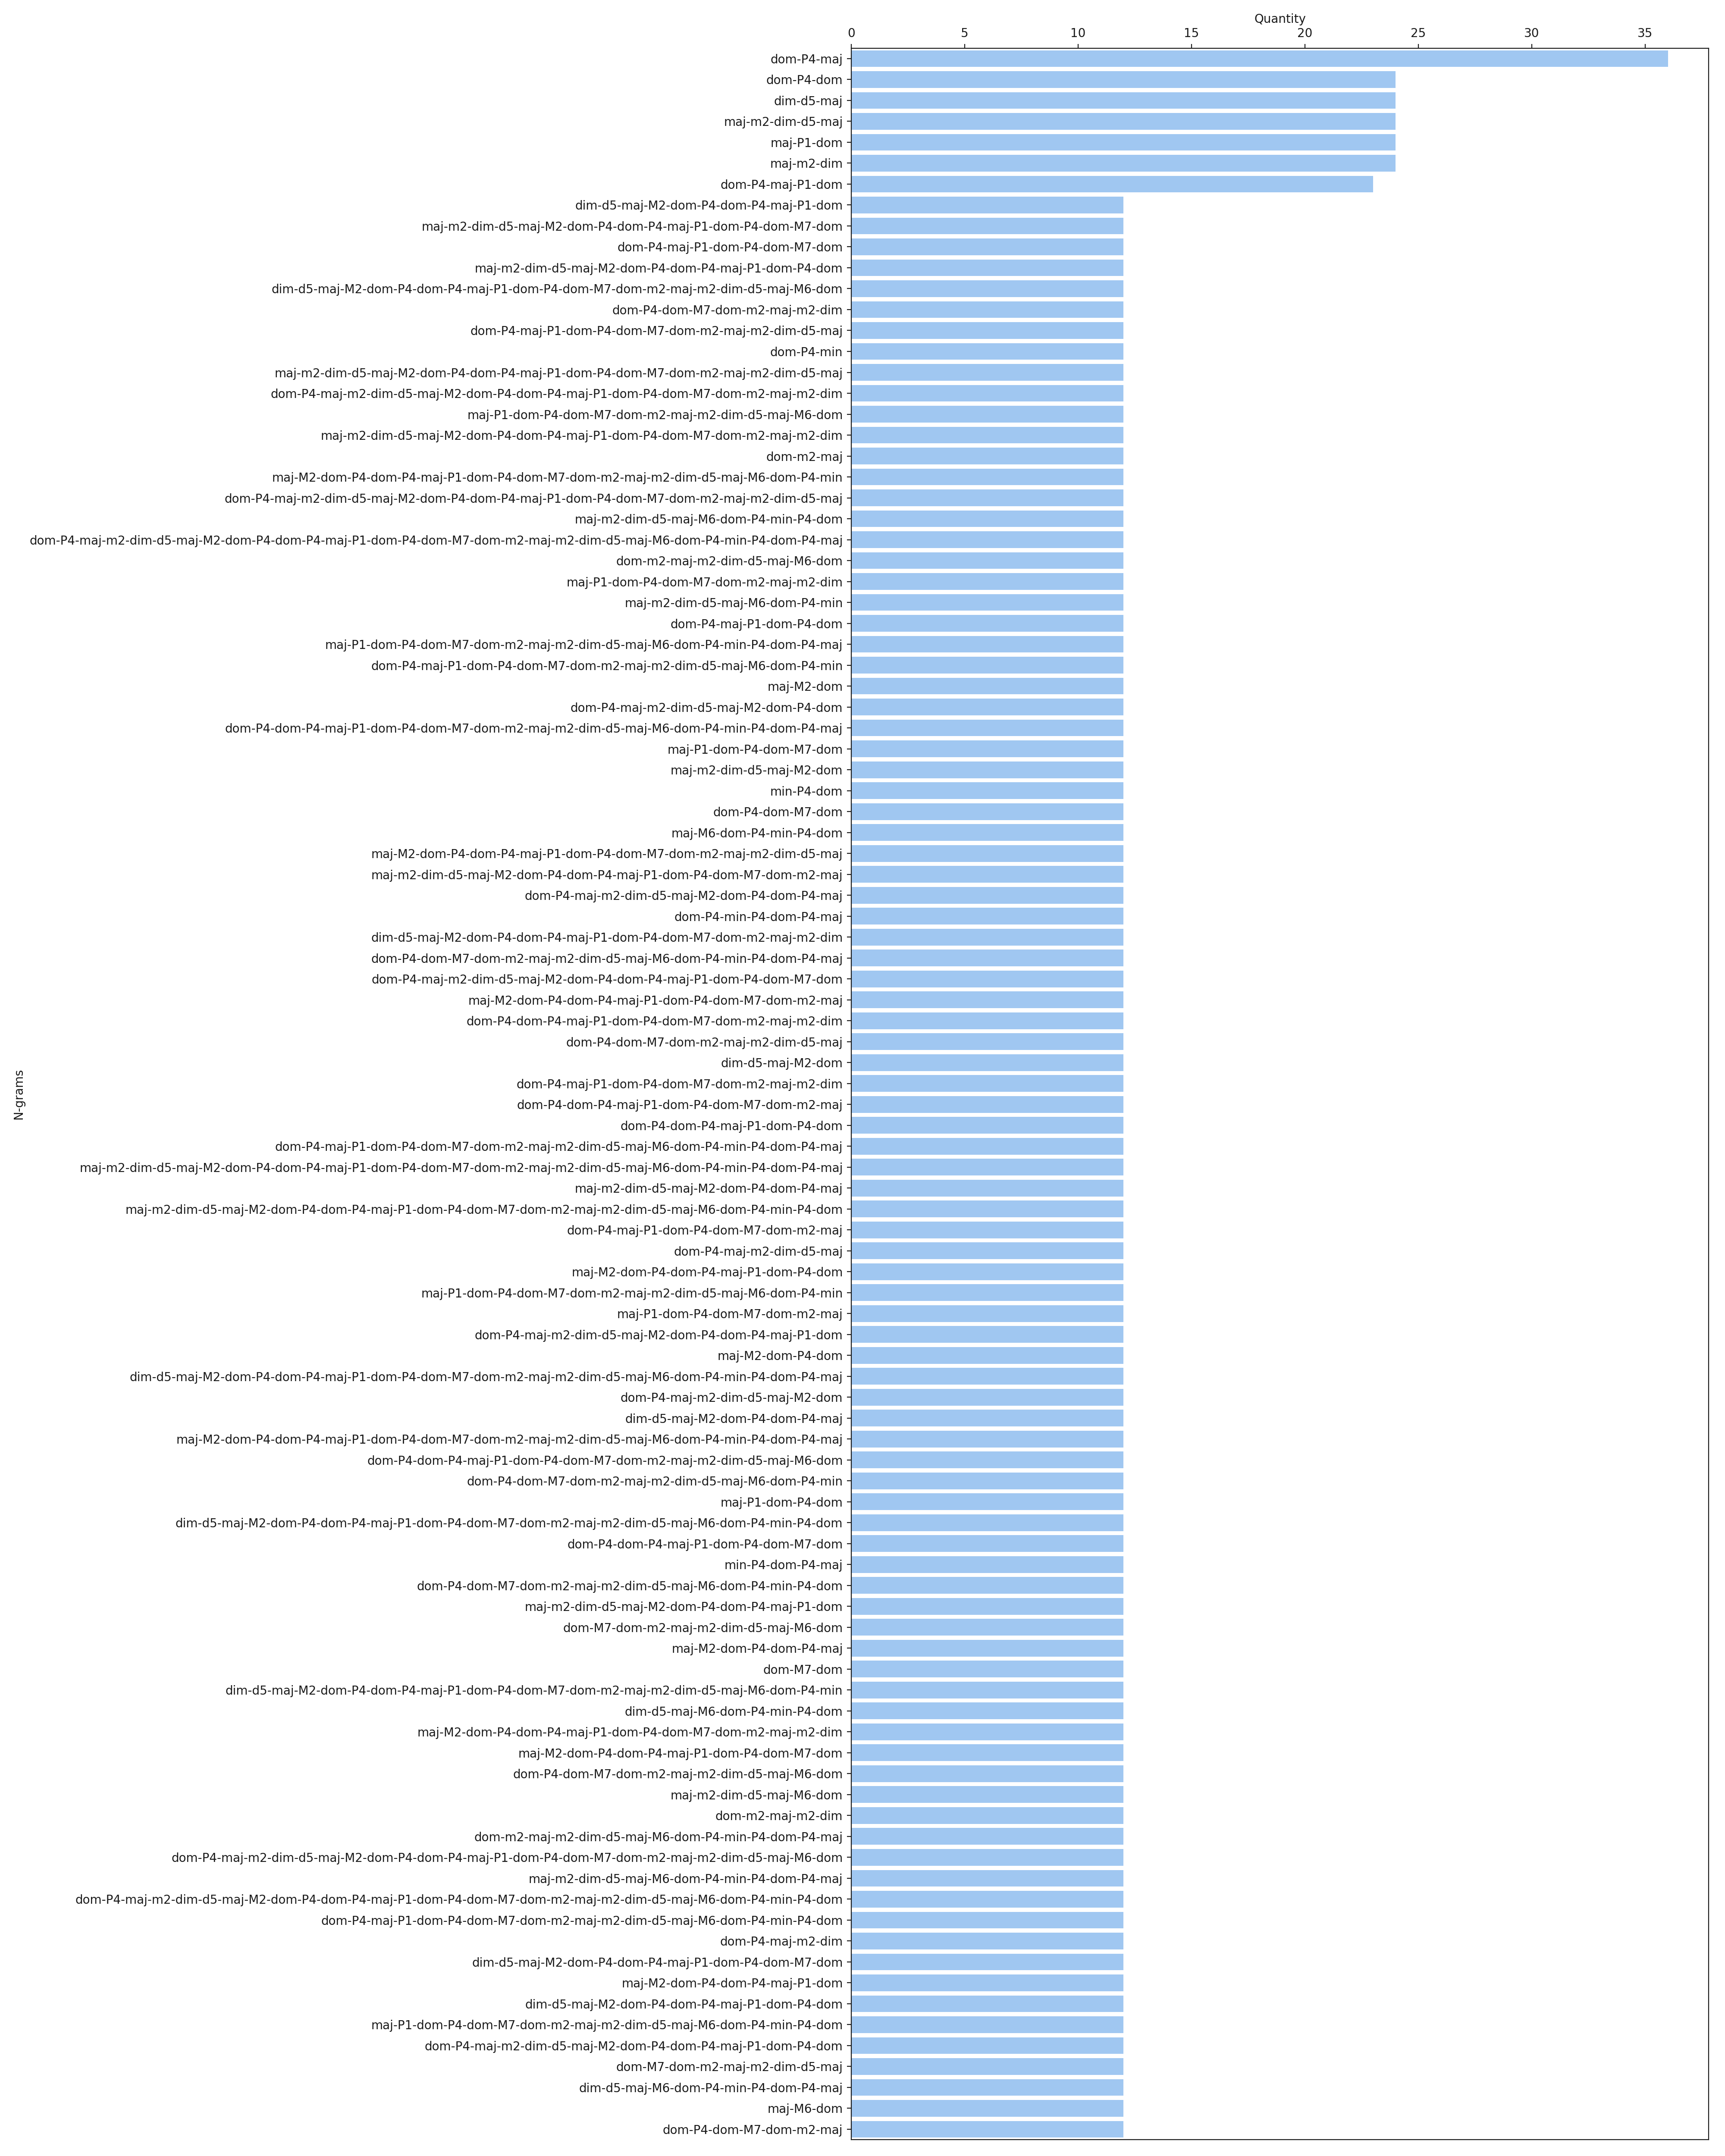 Quantity
0 5 10 15 20 25 30 35
dom-P4-maj
dom-P4-dom
dim-d5-maj
maj-m2-dim-d5-maj
maj-P1-dom
maj-m2-dim
dom-P4-maj-P1-dom
dim-d5-maj-M2-dom-P4-dom-P4-maj-P1-dom
maj-m2-dim-d5-maj-M2-dom-P4-dom-P4-maj-P1-dom-P4-dom-M7-dom
dom-P4-maj-P1-dom-P4-dom-M7-dom
maj-m2-dim-d5-maj-M2-dom-P4-dom-P4-maj-P1-dom-P4-dom
dim-d5-maj-M2-dom-P4-dom-P4-maj-P1-dom-P4-dom-M7-dom-m2-maj-m2-dim-d5-maj-M6-dom
dom-P4-dom-M7-dom-m2-maj-m2-dim
dom-P4-maj-P1-dom-P4-dom-M7-dom-m2-maj-m2-dim-d5-maj
dom-P4-min
maj-m2-dim-d5-maj-M2-dom-P4-dom-P4-maj-P1-dom-P4-dom-M7-dom-m2-maj-m2-dim-d5-maj
dom-P4-maj-m2-dim-d5-maj-M2-dom-P4-dom-P4-maj-P1-dom-P4-dom-M7-dom-m2-maj-m2-dim
maj-P1-dom-P4-dom-M7-dom-m2-maj-m2-dim-d5-maj-M6-dom
maj-m2-dim-d5-maj-M2-dom-P4-dom-P4-maj-P1-dom-P4-dom-M7-dom-m2-maj-m2-dim
dom-m2-maj
maj-M2-dom-P4-dom-P4-maj-P1-dom-P4-dom-M7-dom-m2-maj-m2-dim-d5-maj-M6-dom-P4-min
dom-P4-maj-m2-dim-d5-maj-M2-dom-P4-dom-P4-maj-P1-dom-P4-dom-M7-dom-m2-maj-m2-dim-d5-maj
maj-m2-dim-d5-maj-M6-dom-P4-min-P4-dom
dom-P4-maj-m2-dim-d5-maj-M2-dom-P4-dom-P4-maj-P1-dom-P4-dom-M7-dom-m2-maj-m2-dim-d5-maj-M6-dom-P4-min-P4-dom-P4-maj
dom-m2-maj-m2-dim-d5-maj-M6-dom
maj-P1-dom-P4-dom-M7-dom-m2-maj-m2-dim
maj-m2-dim-d5-maj-M6-dom-P4-min
dom-P4-maj-P1-dom-P4-dom
maj-P1-dom-P4-dom-M7-dom-m2-maj-m2-dim-d5-maj-M6-dom-P4-min-P4-dom-P4-maj
dom-P4-maj-P1-dom-P4-dom-M7-dom-m2-maj-m2-dim-d5-maj-M6-dom-P4-min
maj-M2-dom
dom-P4-maj-m2-dim-d5-maj-M2-dom-P4-dom
dom-P4-dom-P4-maj-P1-dom-P4-dom-M7-dom-m2-maj-m2-dim-d5-maj-M6-dom-P4-min-P4-dom-P4-maj
maj-P1-dom-P4-dom-M7-dom
maj-m2-dim-d5-maj-M2-dom
min-P4-dom
dom-P4-dom-M7-dom
maj-M6-dom-P4-min-P4-dom
maj-M2-dom-P4-dom-P4-maj-P1-dom-P4-dom-M7-dom-m2-maj-m2-dim-d5-maj
maj-m2-dim-d5-maj-M2-dom-P4-dom-P4-maj-P1-dom-P4-dom-M7-dom-m2-maj
dom-P4-maj-m2-dim-d5-maj-M2-dom-P4-dom-P4-maj
dom-P4-min-P4-dom-P4-maj
dim-d5-maj-M2-dom-P4-dom-P4-maj-P1-dom-P4-dom-M7-dom-m2-maj-m2-dim
dom-P4-dom-M7-dom-m2-maj-m2-dim-d5-maj-M6-dom-P4-min-P4-dom-P4-maj
dom-P4-maj-m2-dim-d5-maj-M2-dom-P4-dom-P4-maj-P1-dom-P4-dom-M7-dom
maj-M2-dom-P4-dom-P4-maj-P1-dom-P4-dom-M7-dom-m2-maj
dom-P4-dom-P4-maj-P1-dom-P4-dom-M7-dom-m2-maj-m2-dim
dom-P4-dom-M7-dom-m2-maj-m2-dim-d5-maj
dim-d5-maj-M2-dom
dom-P4-maj-P1-dom-P4-dom-M7-dom-m2-maj-m2-dim
N-grams
dom-P4-dom-P4-maj-P1-dom-P4-dom-M7-dom-m2-maj
dom-P4-dom-P4-maj-P1-dom-P4-dom
dom-P4-maj-P1-dom-P4-dom-M7-dom-m2-maj-m2-dim-d5-maj-M6-dom-P4-min-P4-dom-P4-maj
maj-m2-dim-d5-maj-M2-dom-P4-dom-P4-maj-P1-dom-P4-dom-M7-dom-m2-maj-m2-dim-d5-maj-M6-dom-P4-min-P4-dom-P4-maj
maj-m2-dim-d5-maj-M2-dom-P4-dom-P4-maj
maj-m2-dim-d5-maj-M2-dom-P4-dom-P4-maj-P1-dom-P4-dom-M7-dom-m2-maj-m2-dim-d5-maj-M6-dom-P4-min-P4-dom
dom-P4-maj-P1-dom-P4-dom-M7-dom-m2-maj
dom-P4-maj-m2-dim-d5-maj
maj-M2-dom-P4-dom-P4-maj-P1-dom-P4-dom
maj-P1-dom-P4-dom-M7-dom-m2-maj-m2-dim-d5-maj-M6-dom-P4-min
maj-P1-dom-P4-dom-M7-dom-m2-maj
dom-P4-maj-m2-dim-d5-maj-M2-dom-P4-dom-P4-maj-P1-dom
maj-M2-dom-P4-dom
dim-d5-maj-M2-dom-P4-dom-P4-maj-P1-dom-P4-dom-M7-dom-m2-maj-m2-dim-d5-maj-M6-dom-P4-min-P4-dom-P4-maj
dom-P4-maj-m2-dim-d5-maj-M2-dom
dim-d5-maj-M2-dom-P4-dom-P4-maj
maj-M2-dom-P4-dom-P4-maj-P1-dom-P4-dom-M7-dom-m2-maj-m2-dim-d5-maj-M6-dom-P4-min-P4-dom-P4-maj
dom-P4-dom-P4-maj-P1-dom-P4-dom-M7-dom-m2-maj-m2-dim-d5-maj-M6-dom
dom-P4-dom-M7-dom-m2-maj-m2-dim-d5-maj-M6-dom-P4-min
maj-P1-dom-P4-dom
dim-d5-maj-M2-dom-P4-dom-P4-maj-P1-dom-P4-dom-M7-dom-m2-maj-m2-dim-d5-maj-M6-dom-P4-min-P4-dom
dom-P4-dom-P4-maj-P1-dom-P4-dom-M7-dom
min-P4-dom-P4-maj
dom-P4-dom-M7-dom-m2-maj-m2-dim-d5-maj-M6-dom-P4-min-P4-dom
maj-m2-dim-d5-maj-M2-dom-P4-dom-P4-maj-P1-dom
dom-M7-dom-m2-maj-m2-dim-d5-maj-M6-dom
maj-M2-dom-P4-dom-P4-maj
dom-M7-dom
dim-d5-maj-M2-dom-P4-dom-P4-maj-P1-dom-P4-dom-M7-dom-m2-maj-m2-dim-d5-maj-M6-dom-P4-min
dim-d5-maj-M6-dom-P4-min-P4-dom
maj-M2-dom-P4-dom-P4-maj-P1-dom-P4-dom-M7-dom-m2-maj-m2-dim
maj-M2-dom-P4-dom-P4-maj-P1-dom-P4-dom-M7-dom
dom-P4-dom-M7-dom-m2-maj-m2-dim-d5-maj-M6-dom
maj-m2-dim-d5-maj-M6-dom
dom-m2-maj-m2-dim
dom-m2-maj-m2-dim-d5-maj-M6-dom-P4-min-P4-dom-P4-maj
dom-P4-maj-m2-dim-d5-maj-M2-dom-P4-dom-P4-maj-P1-dom-P4-dom-M7-dom-m2-maj-m2-dim-d5-maj-M6-dom
maj-m2-dim-d5-maj-M6-dom-P4-min-P4-dom-P4-maj
dom-P4-maj-m2-dim-d5-maj-M2-dom-P4-dom-P4-maj-P1-dom-P4-dom-M7-dom-m2-maj-m2-dim-d5-maj-M6-dom-P4-min-P4-dom
dom-P4-maj-P1-dom-P4-dom-M7-dom-m2-maj-m2-dim-d5-maj-M6-dom-P4-min-P4-dom
dom-P4-maj-m2-dim
dim-d5-maj-M2-dom-P4-dom-P4-maj-P1-dom-P4-dom-M7-dom
maj-M2-dom-P4-dom-P4-maj-P1-dom
dim-d5-maj-M2-dom-P4-dom-P4-maj-P1-dom-P4-dom
maj-P1-dom-P4-dom-M7-dom-m2-maj-m2-dim-d5-maj-M6-dom-P4-min-P4-dom
dom-P4-maj-m2-dim-d5-maj-M2-dom-P4-dom-P4-maj-P1-dom-P4-dom
dom-M7-dom-m2-maj-m2-dim-d5-maj
dim-d5-maj-M6-dom-P4-min-P4-dom-P4-maj
maj-M6-dom
dom-P4-dom-M7-dom-m2-maj